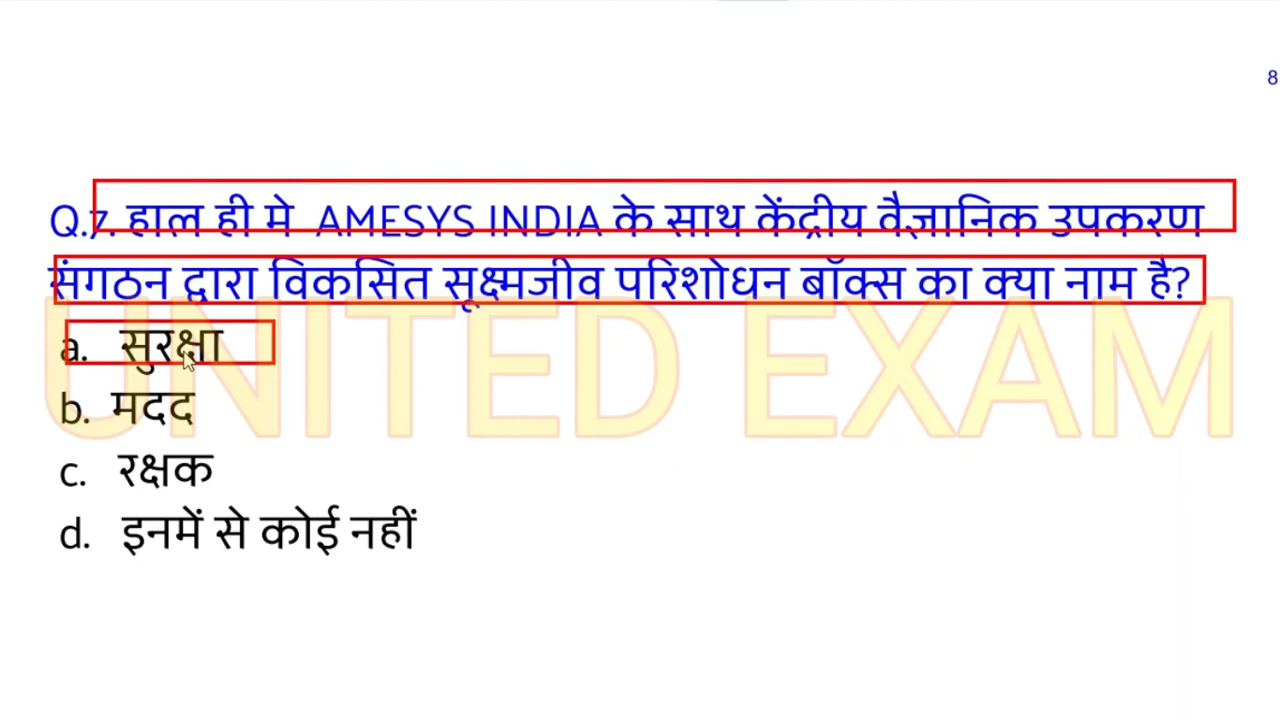 8
Q.7. हाल ही मे AMESYS INDIA के साथ केंद्रीय वैज्ञानिक उपकरण
संगठन द्वारा विकसित सूक्ष्मजीव परिशोधन बॉक्स का क्या नाम है?
UNITED EXAM
a. सुरक्षा
b. मदद
c. रक्षक
d. इनमें से कोई नहीं